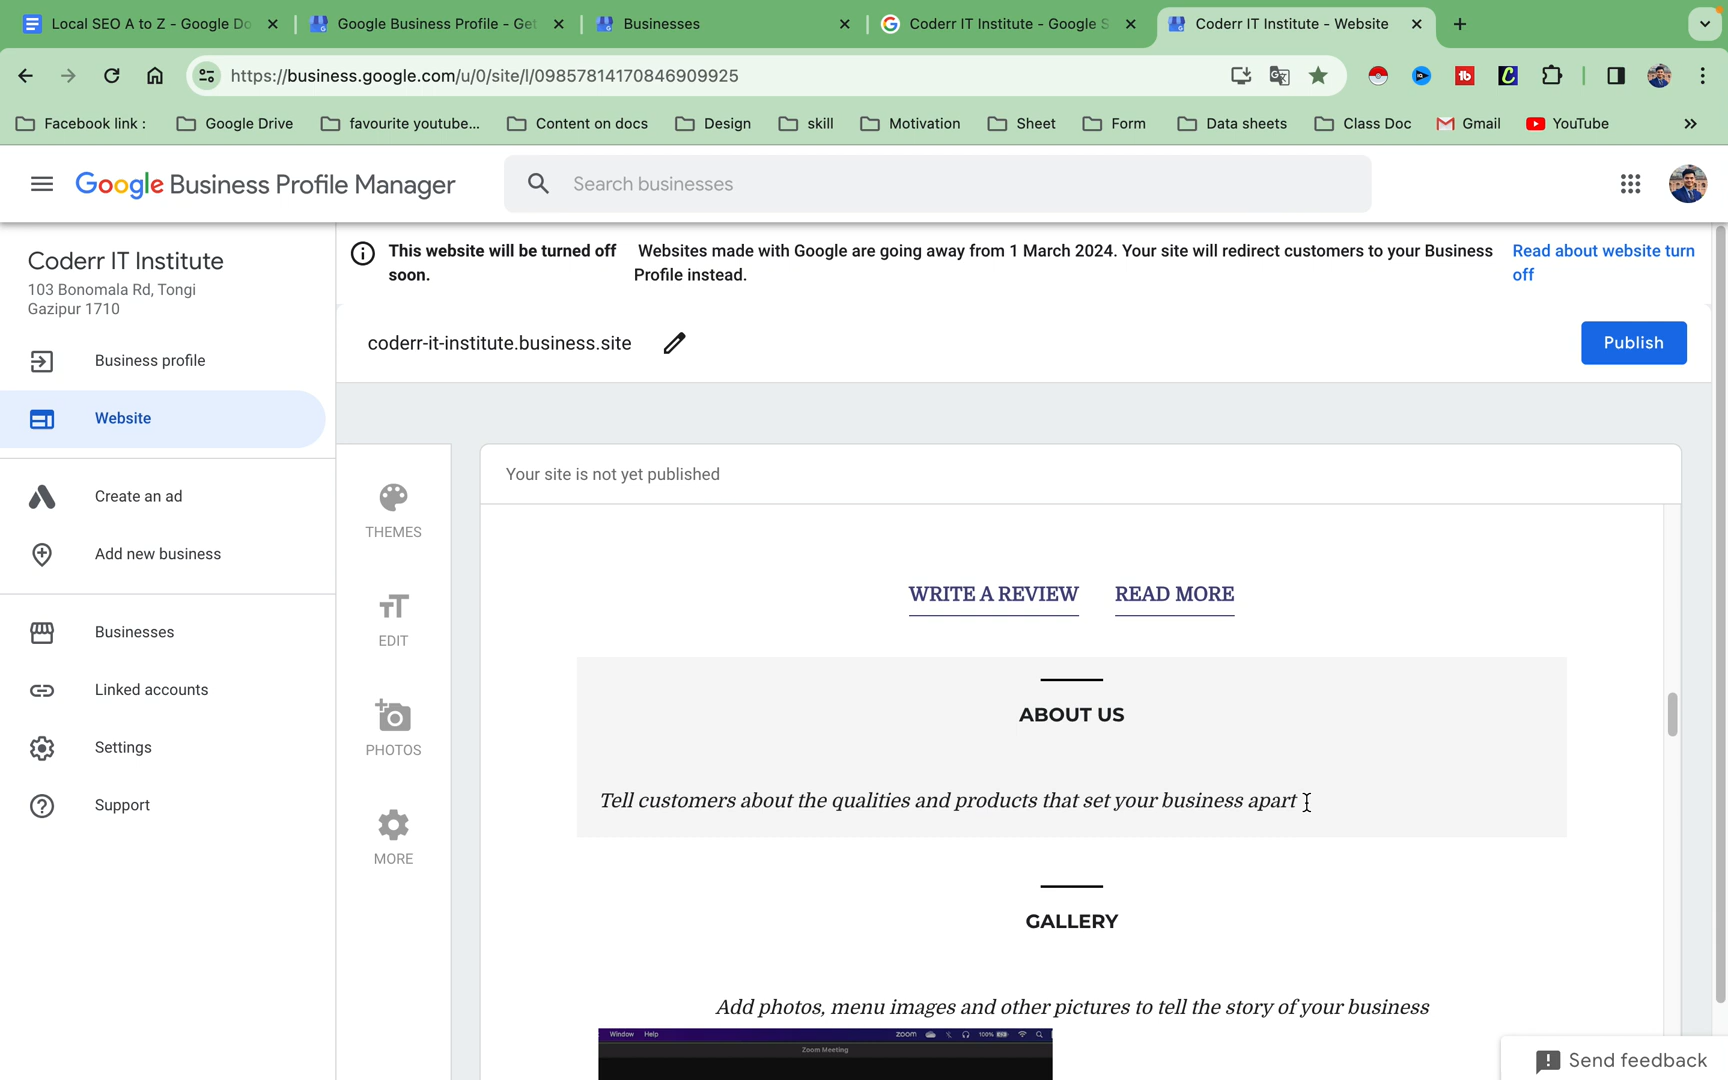 Local SEO A to Z - Google Do
Google Business Profile - Get
Businesses
Coderr IT Institute - Google S
Coderr IT Institute - Website
https://business.google.com/u/0/site/l/09857814170846909925
Facebook link :
Google Drive
favourite youtube...
Content on docs
Design
skill
Motivation
Sheet
Form
Data sheets
Class Doc
Gmail
YouTube
Google Business Profile Manager
Search businesses
Coderr IT Institute
103 Bonomala Rd, Tongi
Gazipur 1710
Business profile
Website
Create an ad
Add new business
Businesses
Linked accounts
Settings
Support
This website will be turned off soon.
Websites made with Google are going away from 1 March 2024. Your site will redirect customers to your Business
Profile instead.
Read about website turn
off
coderr-it-institute.business.site
Publish
THEMES
EDIT
PHOTOS
MORE
Your site is not yet published
WRITE A REVIEW READ MORE
ABOUT US
Tell customers about the qualities and products that set your business apart
GALLERY
Add photos, menu images and other pictures to tell the story of your business
Window Help
zoom
100%
Zoom Meeting
Send feedback